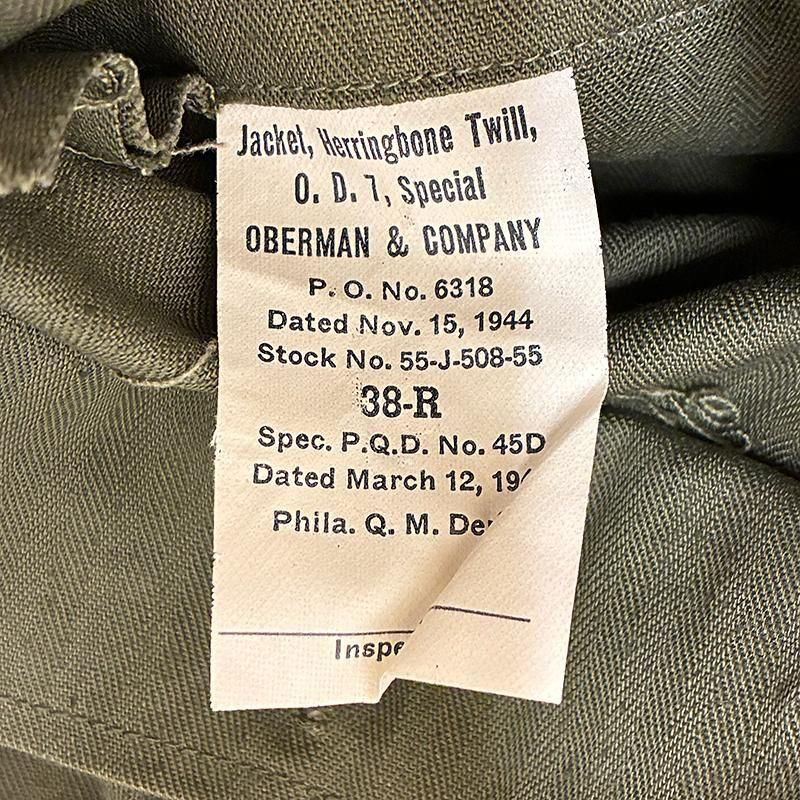 Jacket, Herringbone Twill,
O. D. 7, Special
OBERMAN & COMPANY
P. O. No. 6318
Dated Nov. 15, 1944
Stock No. 55-J-508-55
38-R
Spec. P.Q.D. No. 45D
Dated March 12,
Phila. Q. M.